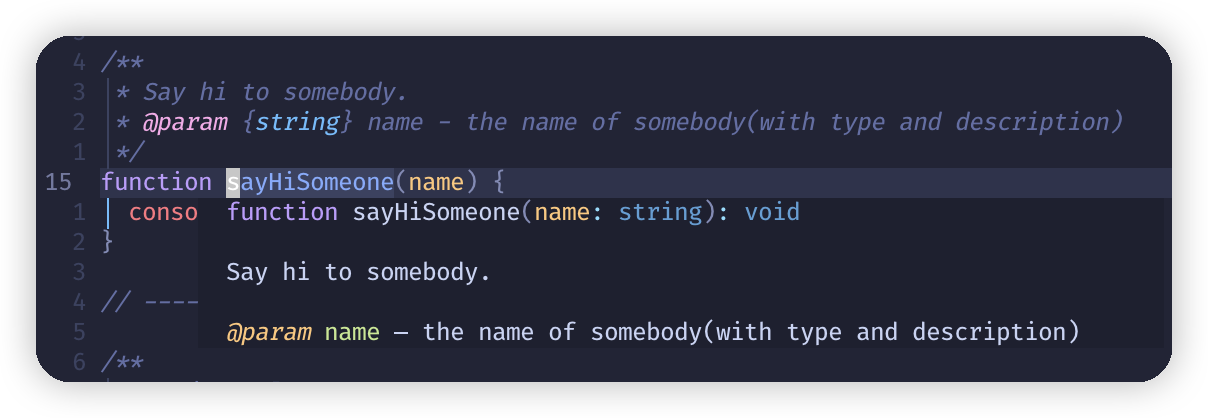 4 /**
3 * Say hi to somebody.
2 * @param {string} name - the name of somebody(with type and description)
1 */
15 function sayHiSomeone(name) {
1 conso function sayHiSomeone(name: string): void
2 }
3 Say hi to somebody.
4 // ----
5 @param name — the name of somebody(with type and description)
6 /**